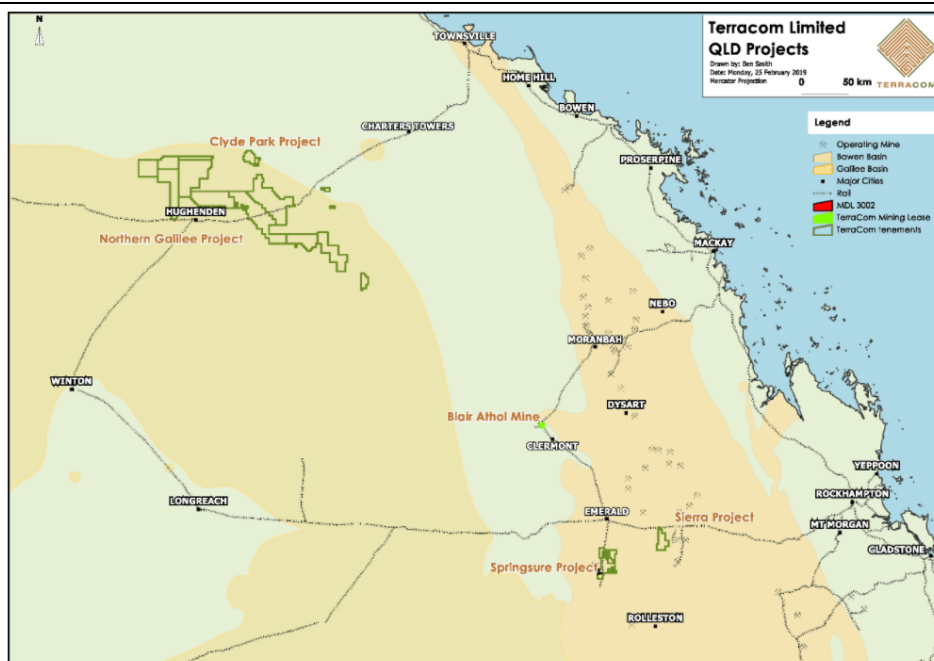 N
Terracom Limited
QLD Projects
Drawn by: Ben Smith
Date: Monday, 25 February 2019
Mercator Projection
0 50 km
TERRACOM
Legend
Operating Mine
Bowen Basin
Galilee Basin
Major Cities
Rail
MDL 3002
TerraCom Mining Lease
TerraCom tenements
TOWNSVILLE
HOME HILL
BOWEN
CHARTERS TOWERS
Clyde Park Project
PROSERPINE
HUGHENDEN
Northern Galilee Project
MACKAY
NEBO
MORANBAH
WINTON
DYSART
Blair Athol Mine
CLERMONT
YEPPOON
LONGREACH
ROCKHAMPTON
EMERALD
Sierra Project
MT MORGAN
GLADSTONE
Springsure Project
ROLLESTON